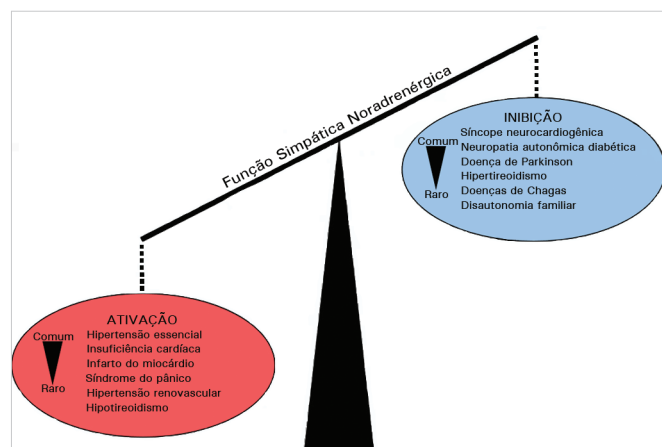 Função Simpática Noradrenérgica
INIBIÇÃO
Comum
Raro
Síncope neurocardiogênica
Neuropatia autonômica diabética
Doença de Parkinson
Hipertireoidismo
Doenças de Chagas
Disautonomia familiar
ATIVAÇÃO
Comum
Raro
Hipertensão essencial
Insuficiência cardíaca
Infarto do miocárdio
Síndrome do pânico
Hipertensão renovascular
Hipotireoidismo